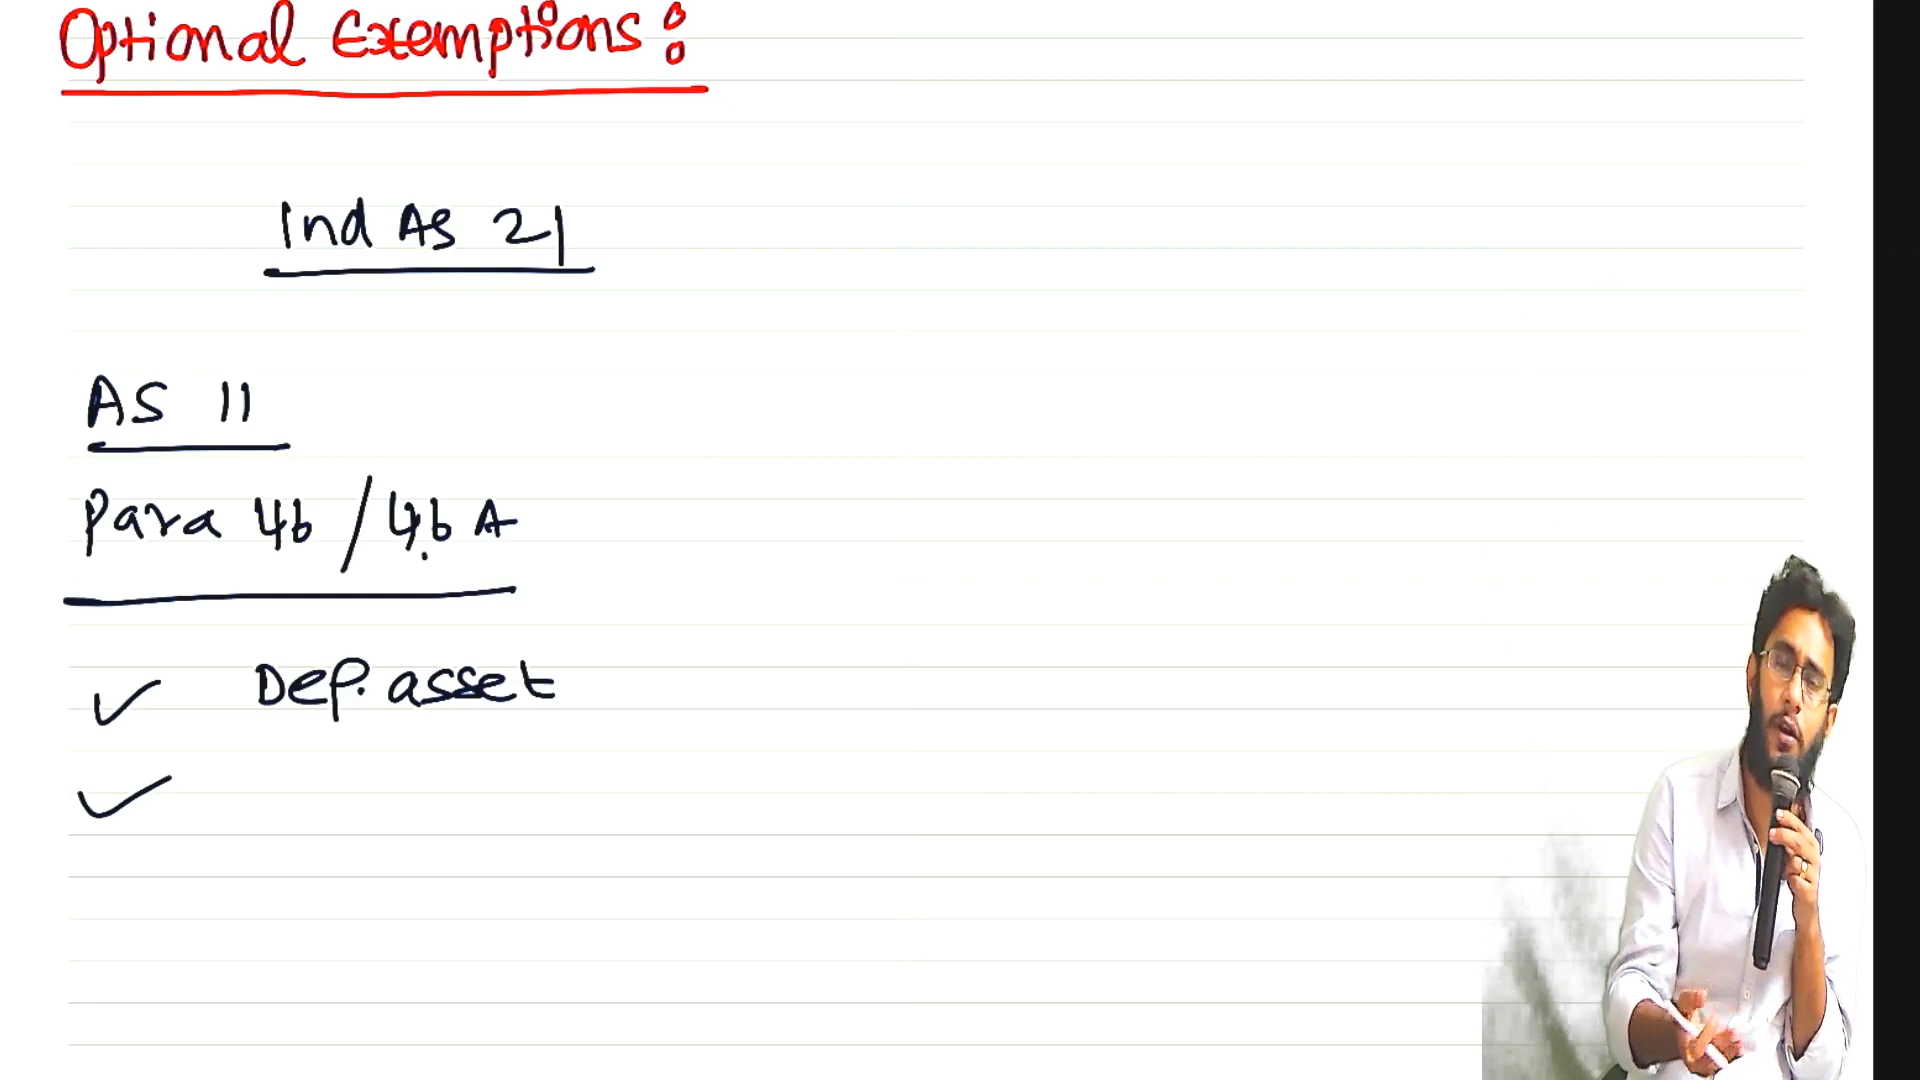 Optional Exemptions:
Ind AS 21
AS 11
Para 46 / 46 A
Dep. asset